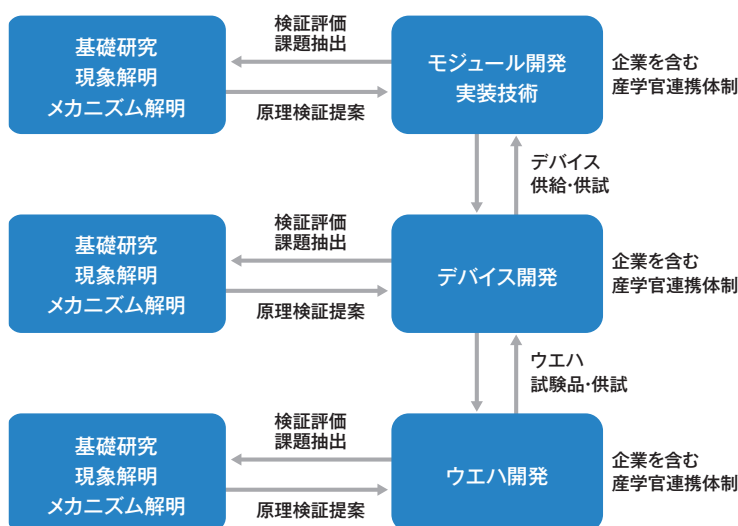 基礎研究
現象解明
メカニズム解明
検証評価
課題抽出
原理検証提案
モジュール開発
実装技術
企業を含む
産学官連携体制
デバイス
供給・供試
基礎研究
現象解明
メカニズム解明
検証評価
課題抽出
原理検証提案
デバイス開発
企業を含む
産学官連携体制
ウエハ
試験品・供試
基礎研究
現象解明
メカニズム解明
検証評価
課題抽出
原理検証提案
ウエハ開発
企業を含む
産学官連携体制